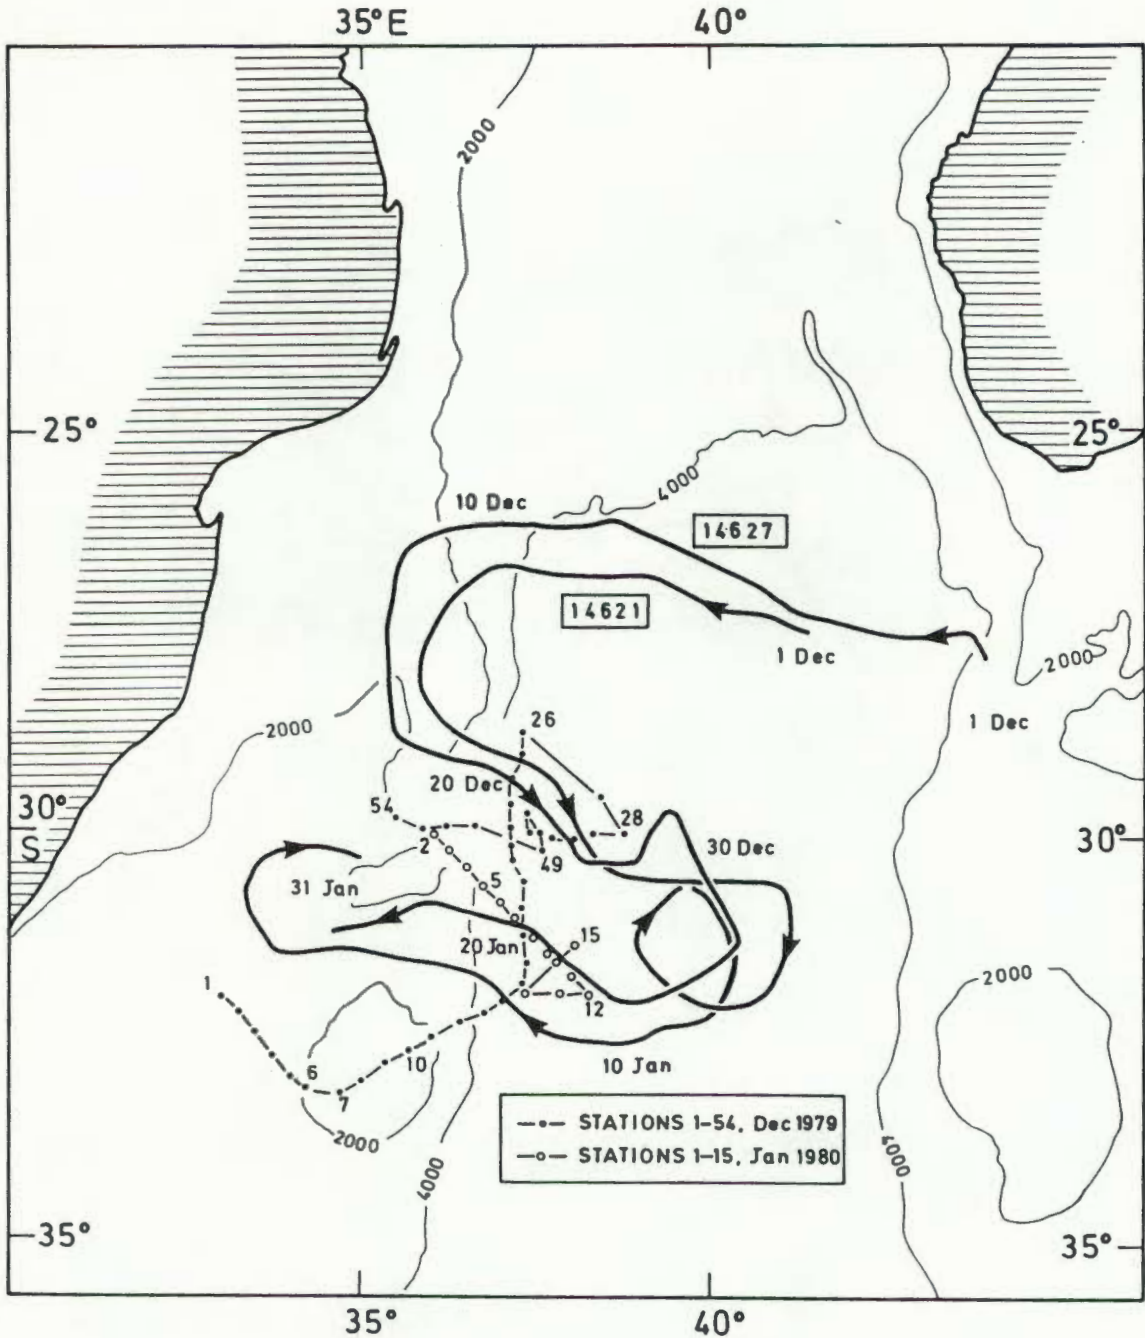 35°E
40°
2000
25°
25°
4000
10 Dec
14627
14621
1 Dec
2000
1 Dec
2000
26
20 Dec
54
28
30°
S
30°
2
49
30 Dec
5
31 Jan
20 Jan
15
1
12
2000
10
10 Jan
6
7
2000
STATIONS 1-54, Dec 1979
STATIONS 1-15, Jan 1980
4000
4000
35°
35°
35°
40°